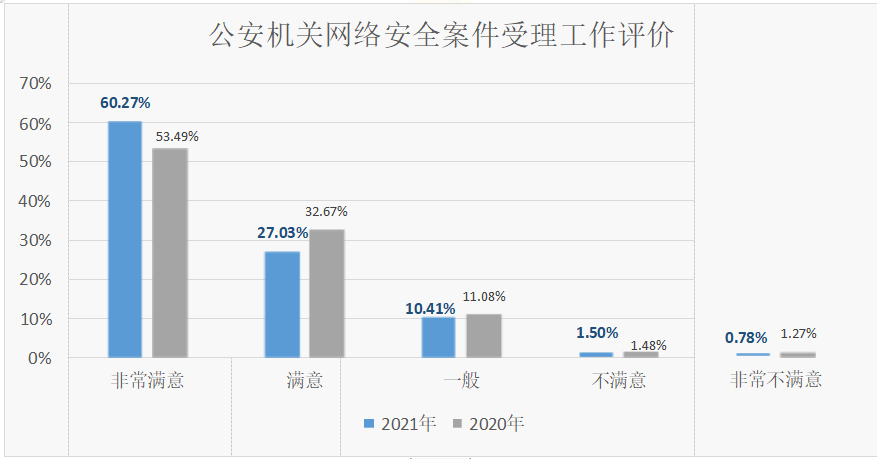 公安机关网络安全案件受理工作评价
70%
60%
50%
40%
30%
20%
10%
0%
60.27%
53.49%
27.03%
32.67%
10.41%
11.08%
1.50%
1.48%
0.78%
1.27%
非常满意
满意
一般
不满意
非常不满意
2021年
2020年